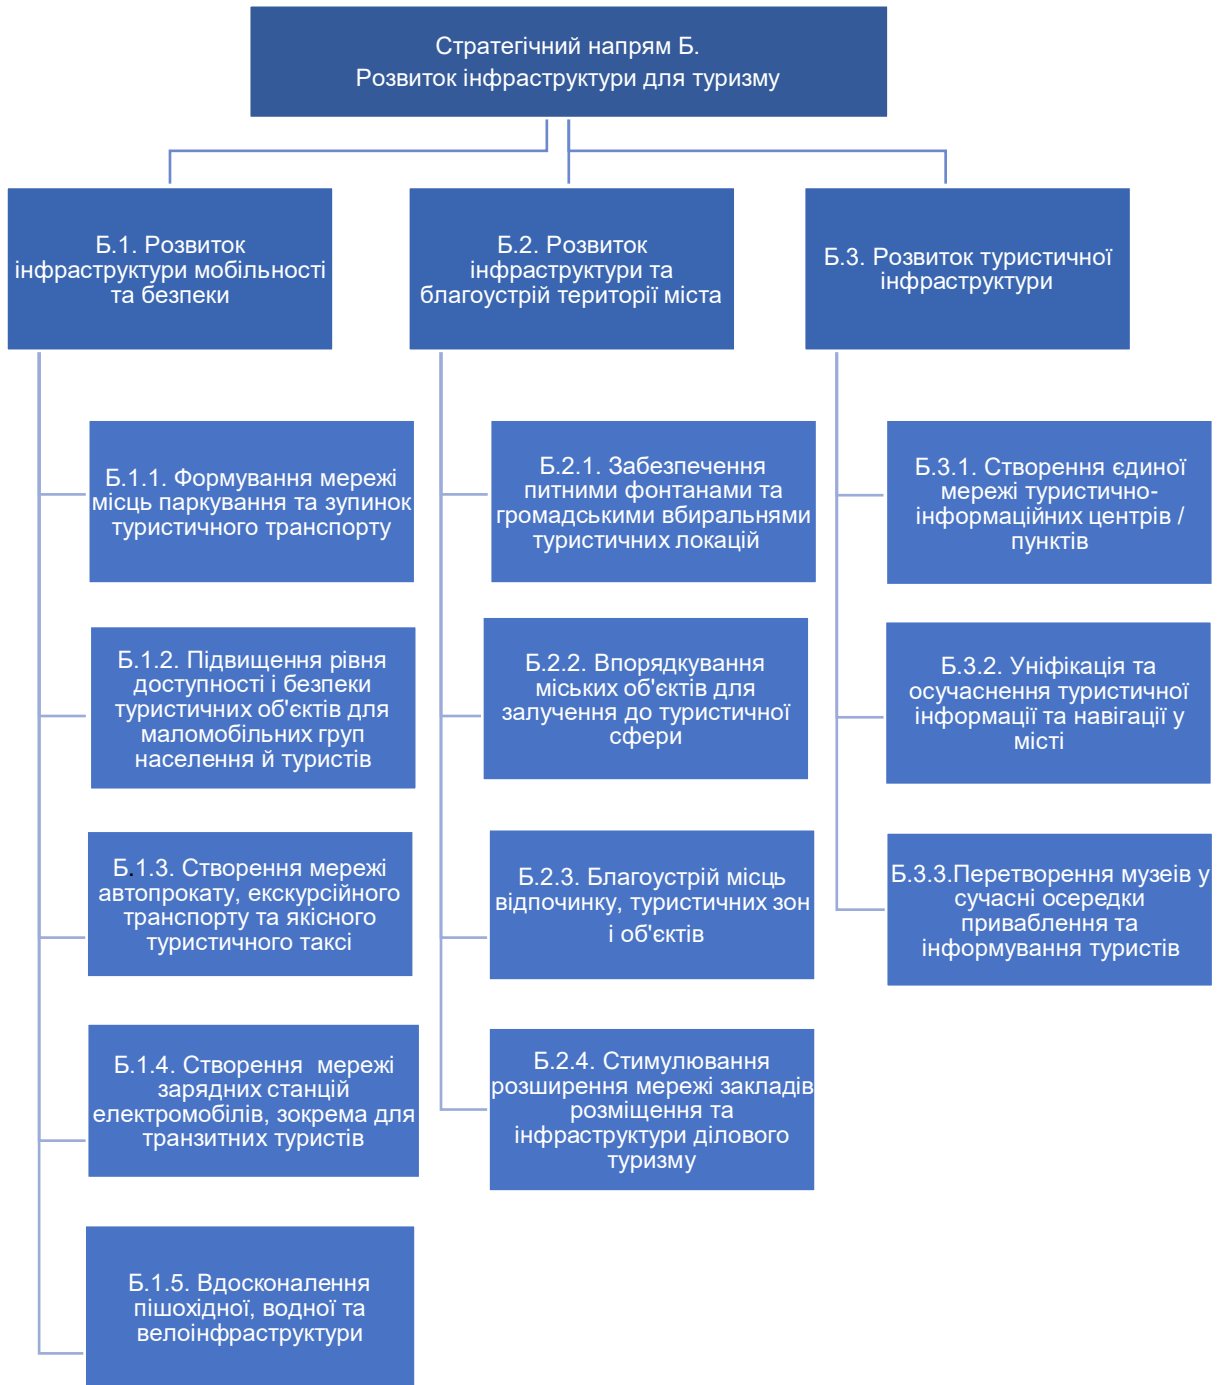 Стратегічний напрям Б.
Розвиток інфраструктури для туризму
Б.1. Розвиток
інфраструктури мобільності
та безпеки
Б.2. Розвиток
інфраструктури та
благоустрій території міста
Б.3. Розвиток туристичної
інфраструктури
Б.1.1. Формування мережі
місць паркування та зупинок
туристичного транспорту
Б.1.2. Підвищення рівня
доступності і безпеки
туристичних об'єктів для
маломобільних груп
населення й туристів
Б.1.3. Створення мережі
автопрокату, екскурсійного
транспорту та якісного
туристичного таксі
Б.1.4. Створення  мережі
зарядних станцій
електромобілів, зокрема для
транзитних туристів
Б.1.5. Вдосконалення
пішохідної, водної та
велоінфраструктури
Б.2.1. Забезпечення
питними фонтанами та
громадськими вбиральнями
туристичних локацій
Б.2.2. Впорядкування
міських об'єктів для
залучення до туристичної
сфери
Б.2.3. Благоустрій місць
відпочинку, туристичних зон
і об'єктів
Б.2.4. Стимулювання
розширення мережі закладів
розміщення та
інфраструктури ділового
туризму
Б.3.1. Створення єдиної
мережі туристично-
інформаційних центрів /
пунктів
Б.3.2. Уніфікація та
осучаснення туристичної
інформації та навігації у
місті
Б.3.3.Перетворення музеїв у
сучасні осередки
приваблення та
інформування туристів